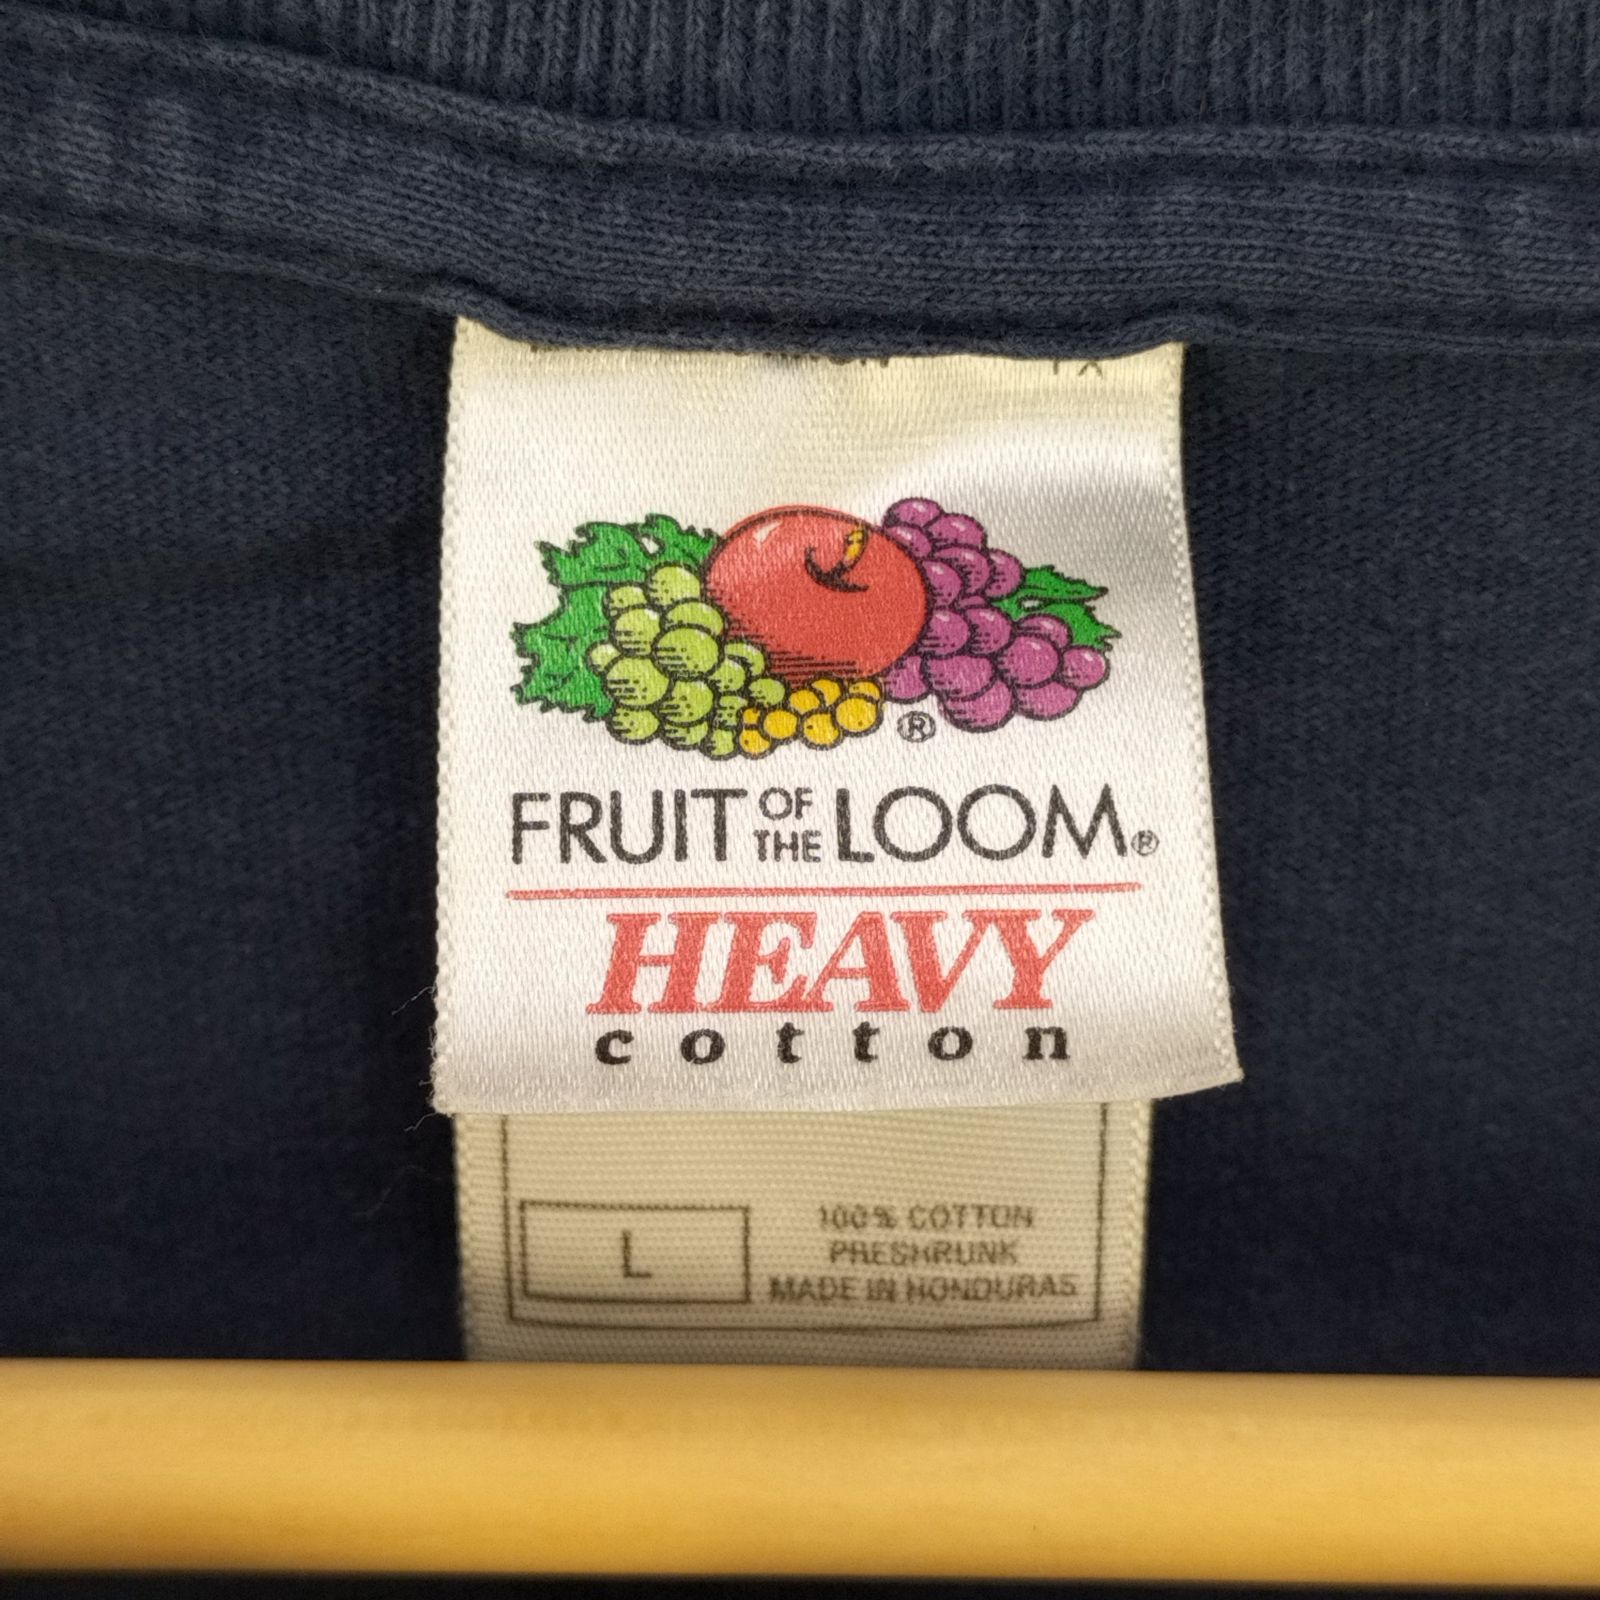 ®
FRUIT OF THE LOOM®
HEAVY
cotton
L
100% COTTON
PRESHRUNK
MADE IN HONDURAS